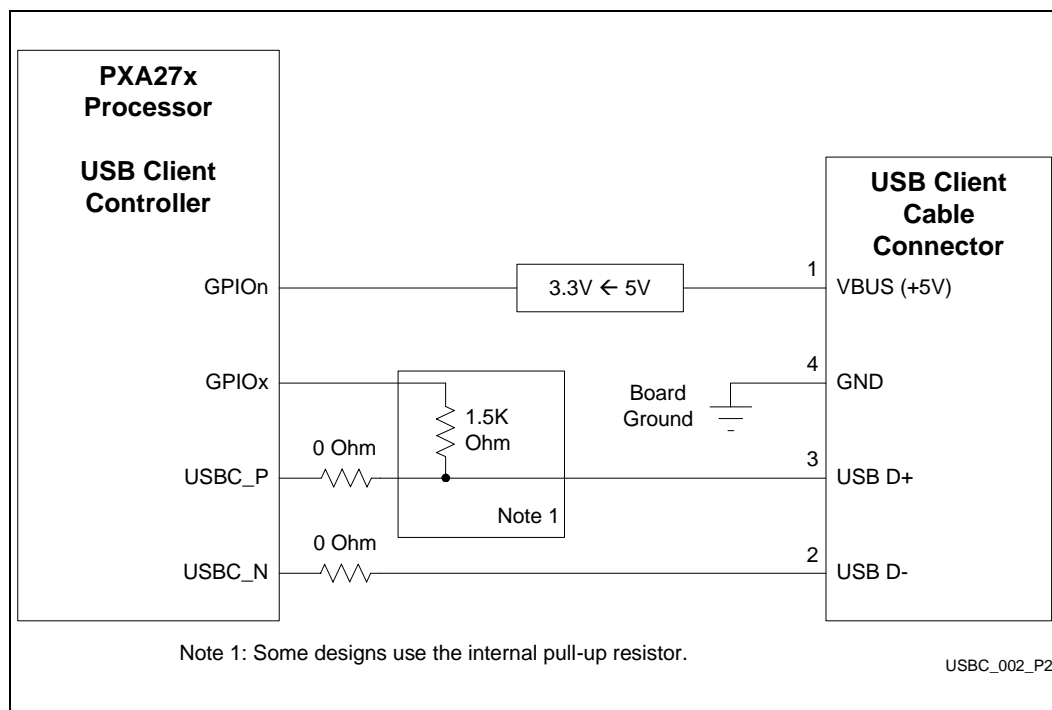 PXA27x
Processor
USB Client
Controller
USB Client
Cable
Connector
GPIOn
3.3V ← 5V
1
VBUS (+5V)
GPIOx
4
GND
Board
Ground
1.5K
Ohm
0 Ohm
USBC_P
3
USB D+
Note 1
0 Ohm
USBC_N
2
USB D-
Note 1: Some designs use the internal pull-up resistor.
USBC_002_P2